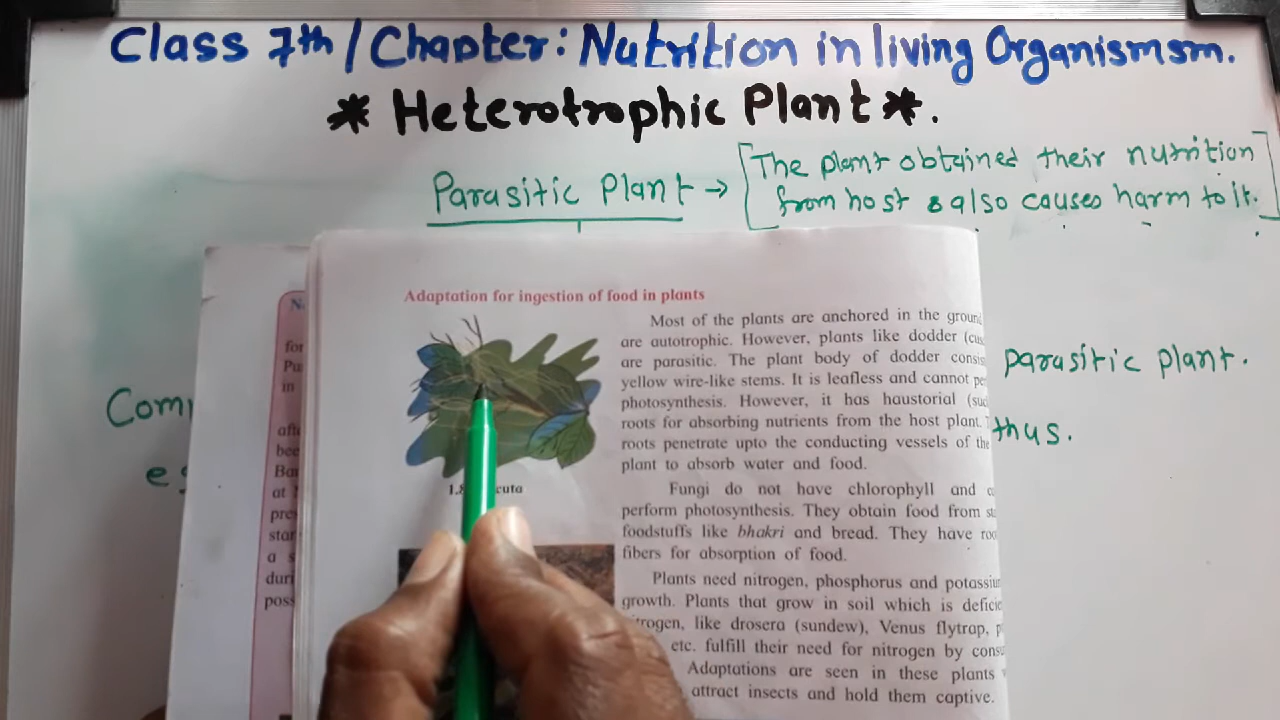 Class 7th / Chapter: Nutrition in living Organismsm.
* Heterotrophic Plant *.
Parasitic Plant → [The plant obtained their nutrition
from host & also causes harm to it.]
parasitic plant.
thus.
Adaptation for ingestion of food in plants
Most of the plants are anchored in the ground
are autotrophic. However, plants like dodder
are parasitic. The plant body of dodder
yellow wire-like stems. It is leafless and cannot
photosynthesis. However, it has haustorial
roots for absorbing nutrients from the host plant.
roots penetrate upto the conducting vessels of the
plant to absorb water and food.
Fungi do not have chlorophyll and
perform photosynthesis. They obtain food from
foodstuffs like bhakri and bread. They have
fibers for absorption of food.
Plants need nitrogen, phosphorus and
growth. Plants that grow in soil which is
like drosera (sundew), Venus flytrap,
etc. fulfill their need for nitrogen by
Adaptations are seen in these plants
attract insects and hold them captive.
for
in
at
a